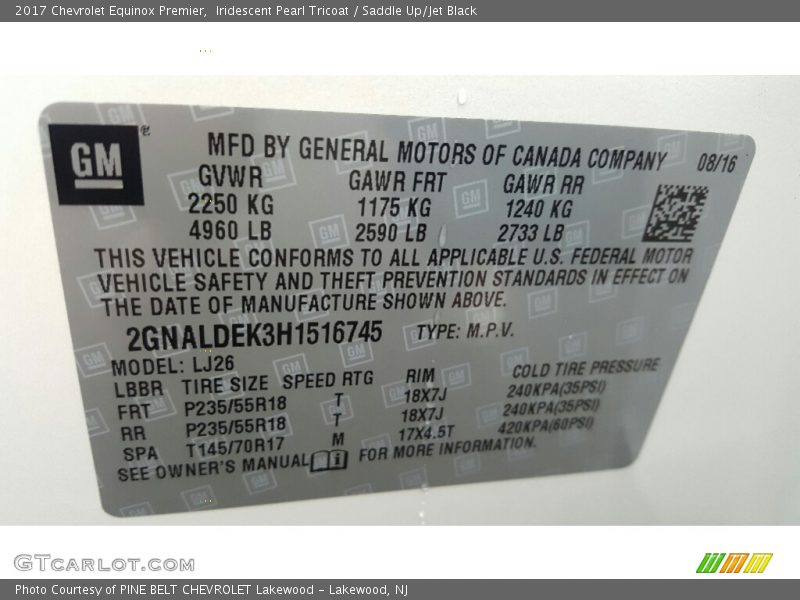 2017 Chevrolet Equinox Premier,  Iridescent Pearl Tricoat / Saddle Up/Jet Black
GM®
MFD BY GENERAL MOTORS OF CANADA COMPANY 08/16
GVWR GAWR FRT GAWR RR
2250 KG 1175 KG 1240 KG
4960 LB 2590 LB 2733 LB
THIS VEHICLE CONFORMS TO ALL APPLICABLE U.S. FEDERAL MOTOR
VEHICLE SAFETY AND THEFT PREVENTION STANDARDS IN EFFECT ON
THE DATE OF MANUFACTURE SHOWN ABOVE.
2GNALDEK3H1516745 TYPE: M.P.V.
MODEL: LJ26
LBBR TIRE SIZE SPEED RTG RIM COLD TIRE PRESSURE
FRT P235/55R18 T 18X7J 240KPA(35PSI)
RR P235/55R18 T 18X7J 240KPA(35PSI)
SPA T145/70R17 M 17X4.5T 420KPA(60PSI)
SEE OWNER'S MANUAL FOR MORE INFORMATION.
GTCARLOT.COM
Photo Courtesy of PINE BELT CHEVROLET Lakewood - Lakewood, NJ